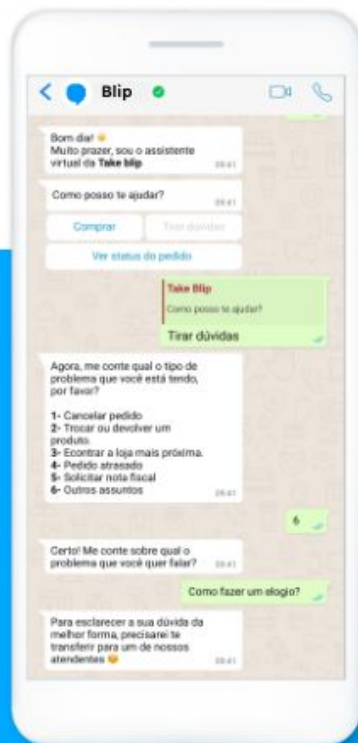 Blip
Bom dia!
Muito prazer, sou o assistente
virtual da Take blip
09:41
Como posso te ajudar?
09:41
Comprar
Tirar dúvidas
Ver status do pedido
Take Blip
Como posso te ajudar?
Tirar dúvidas
Agora, me conte qual o tipo de
problema que você está tendo,
por favor?
1- Cancelar pedido
2- Trocar ou devolver um
produto.
3- Econtrar a loja mais próxima.
4- Pedido atrasado
5- Solicitar nota fiscal
6- Outros assuntos
09:41
6
Certo! Me conte sobre qual o
problema que você quer falar?
09:41
Como fazer um elogio?
Para esclarecer a sua dúvida da
melhor forma, precisarei te
transferir para um de nossos
atendentes
09:41